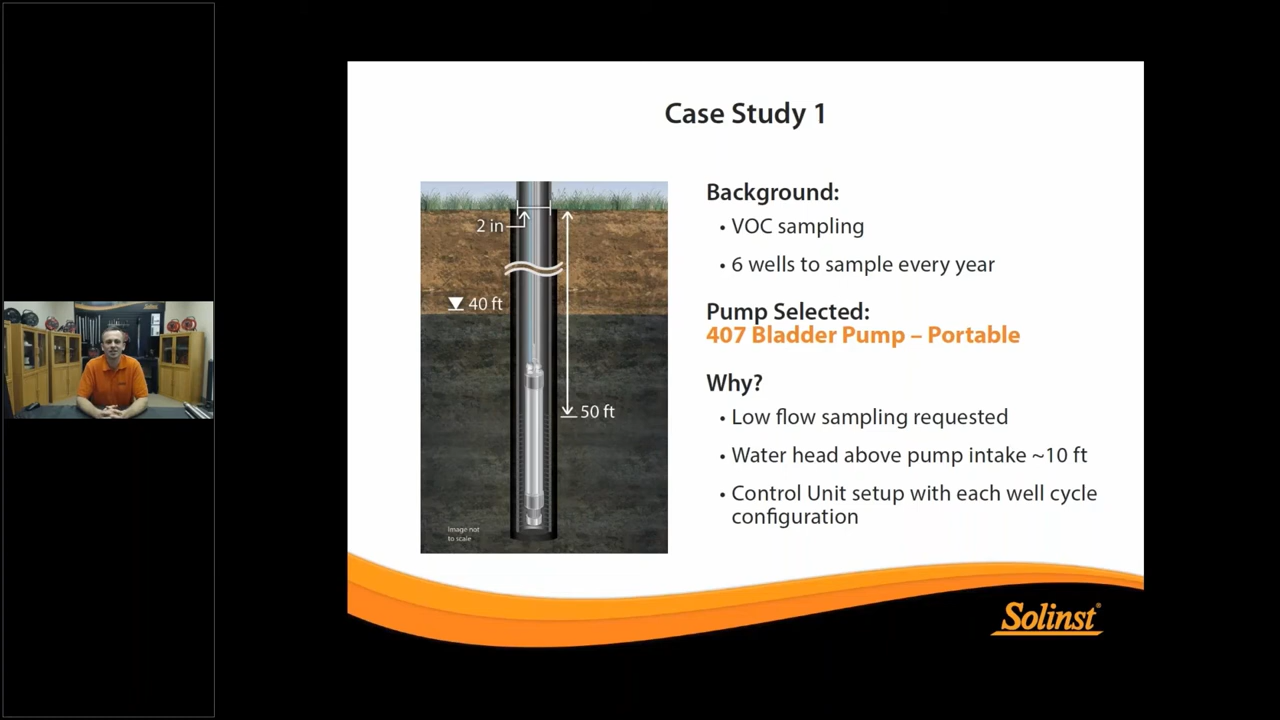 Case Study 1
2 in
40 ft
50 ft
Image not
to scale
Background:
• VOC sampling
• 6 wells to sample every year
Pump Selected:
407 Bladder Pump – Portable
Why?
• Low flow sampling requested
• Water head above pump intake ~10 ft
• Control Unit setup with each well cycle
configuration
Solinst®
Solinst